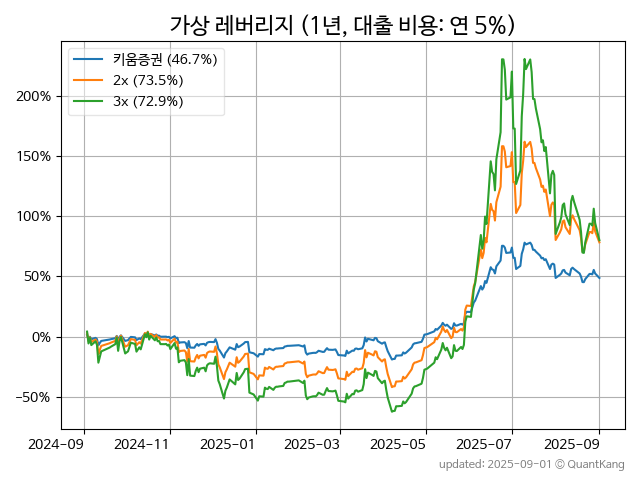 가상 레버리지 (1년, 대출 비용: 연 5%)
키움증권 (46.7%)
2x (73.5%)
3x (72.9%)
200%
150%
100%
50%
0%
−50%
2024-09 2024-11 2025-01 2025-03 2025-05 2025-07 2025-09
updated: 2025-09-01 © QuantKang